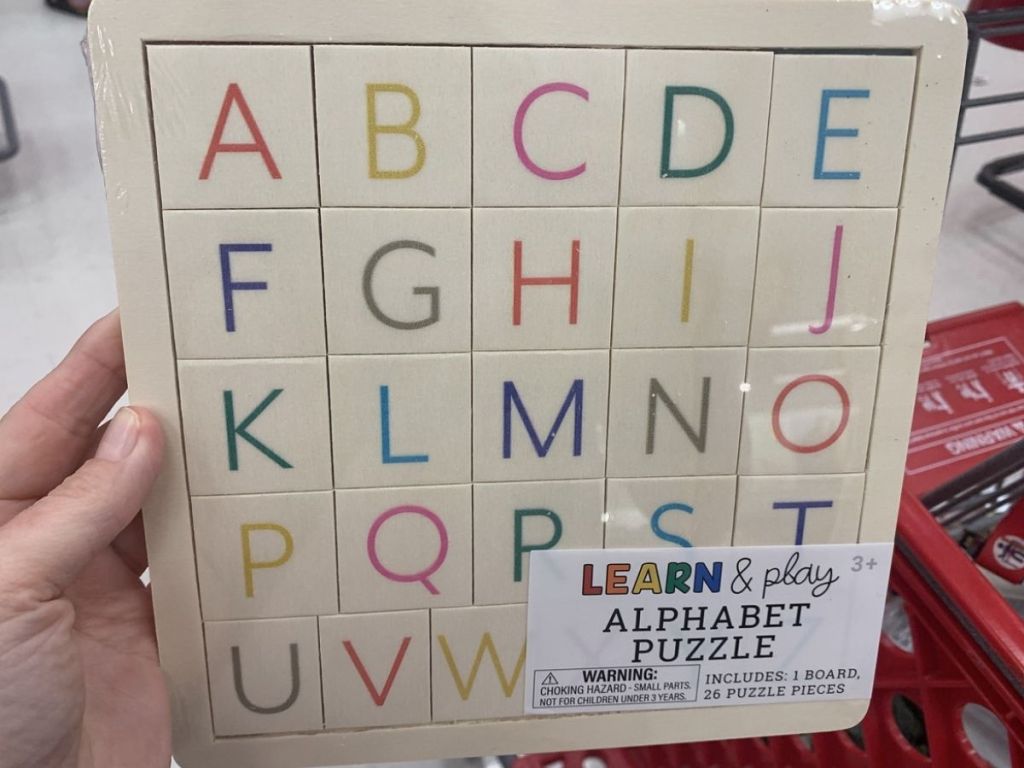 A B C D E
F G H I J
K L M N O
P Q R S T
U V W
LEARN & play 3+
ALPHABET
PUZZLE
WARNING:
CHOKING HAZARD - SMALL PARTS.
NOT FOR CHILDREN UNDER 3 YEARS.
INCLUDES: 1 BOARD,
26 PUZZLE PIECES
WARNING